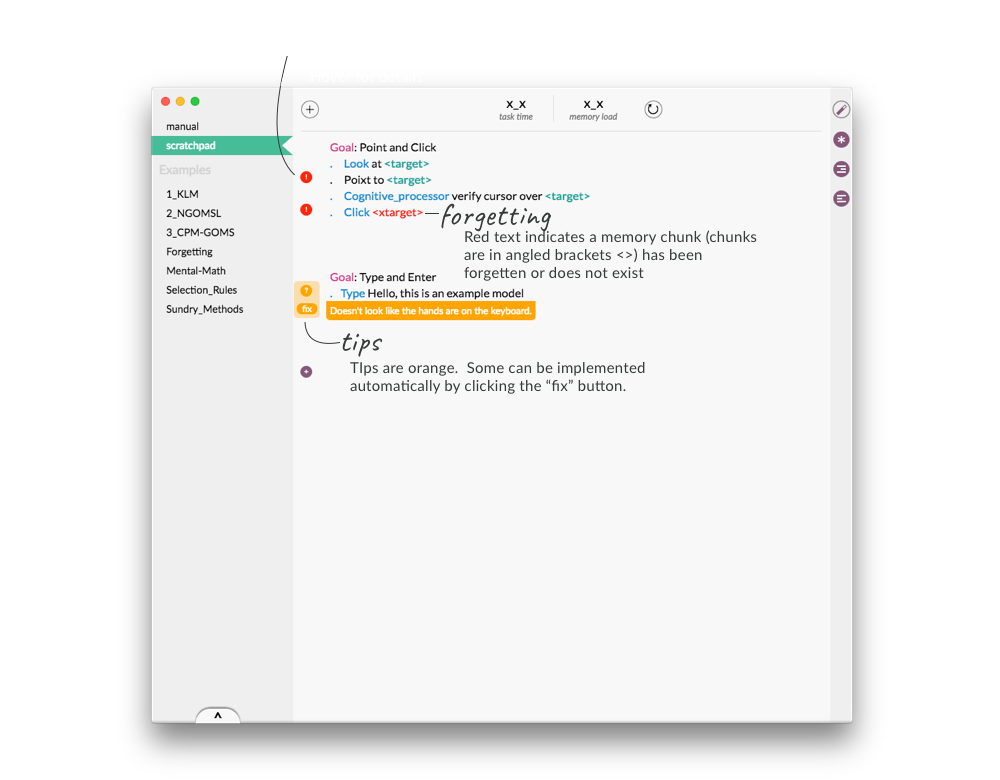 X_X
X_X
task time
memory load
manual
scratchpad
Examples
1_KLM
2_NGOMSL
3_CPM-GOMS
Forgetting
Mental-Math
Selection_Rules
Sundry_Methods
Goal: Point and Click
. Look at <target>
! . Poixt to <target>
. Cognitive_processor verify cursor over <target>
! . Click <xtarget>
forgetting
Red text indicates a memory chunk (chunks
are in angled brackets <>) has been
forgetten or does not exist
Goal: Type and Enter
. Type Hello, this is an example model
fix
Doesn't look like the hands are on the keyboard.
tips
TIps are orange. Some can be implemented
automatically by clicking the “fix” button.